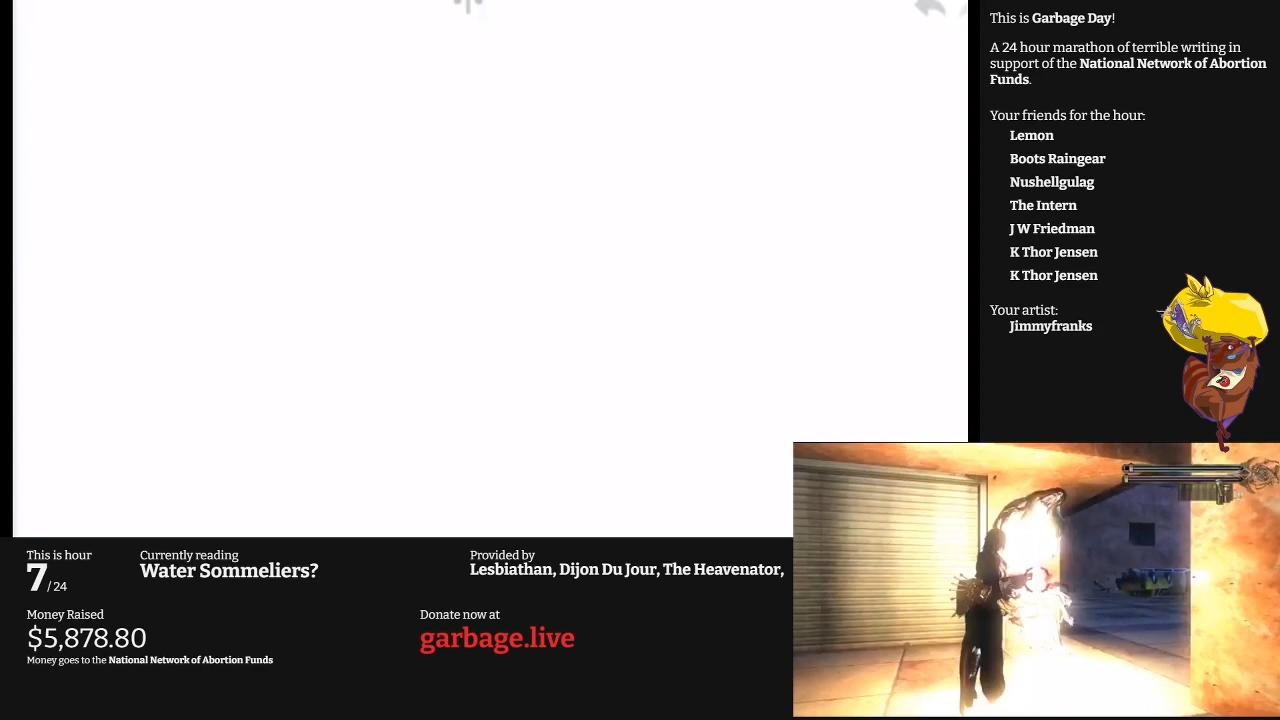 This is Garbage Day!
A 24 hour marathon of terrible writing in
support of the National Network of Abortion
Funds.
Your friends for the hour:
Lemon
Boots Raingear
Nushellgulag
The Intern
J W Friedman
K Thor Jensen
K Thor Jensen
Your artist:
Jimmyfranks
This is hour
7/24
Currently reading
Water Sommeliers?
Provided by
Lesbiathan, Dijon Du Jour, The Heavenator,
Money Raised
$5,878.80
Money goes to the National Network of Abortion Funds
Donate now at
garbage.live